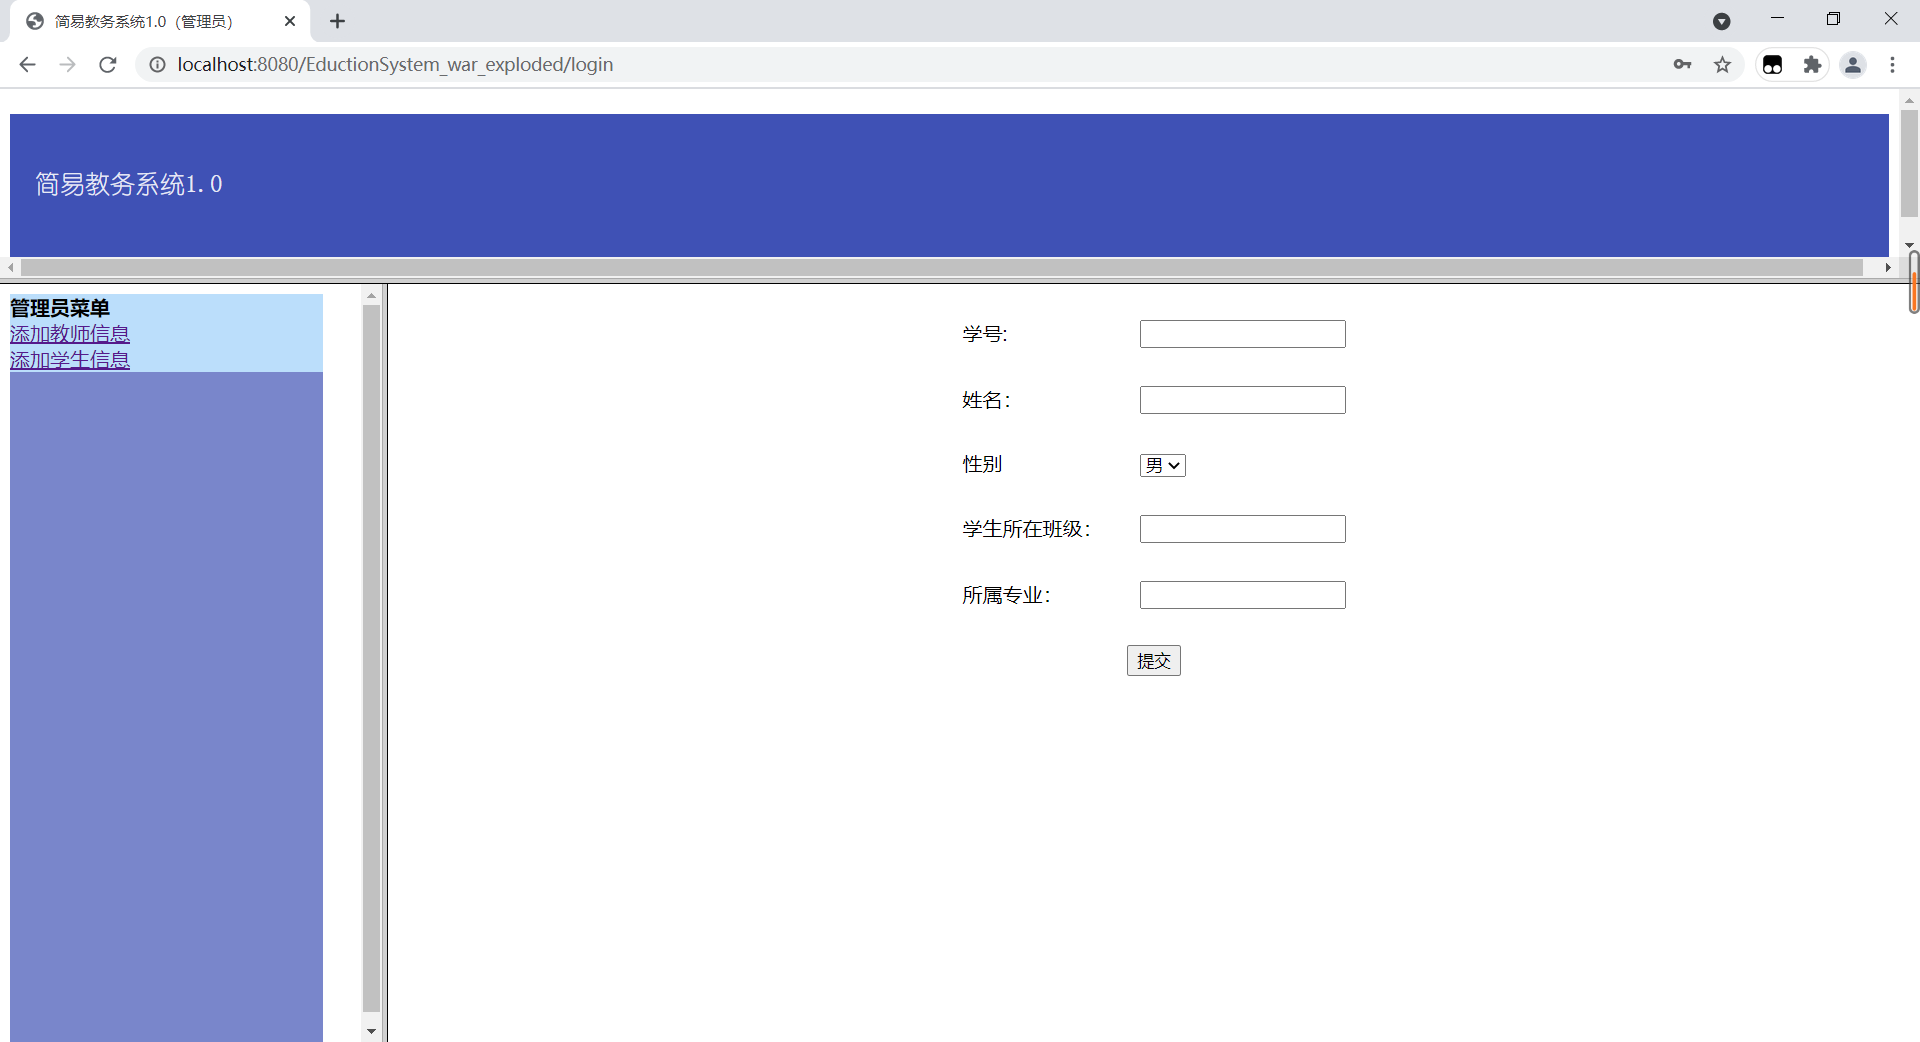 简易教务系统1.0（管理员）
localhost:8080/EductionSystem_war_exploded/login
简易教务系统1.0
管理员菜单
添加教师信息
添加学生信息
学号:
姓名：
性别 男
学生所在班级：
所属专业：
提交